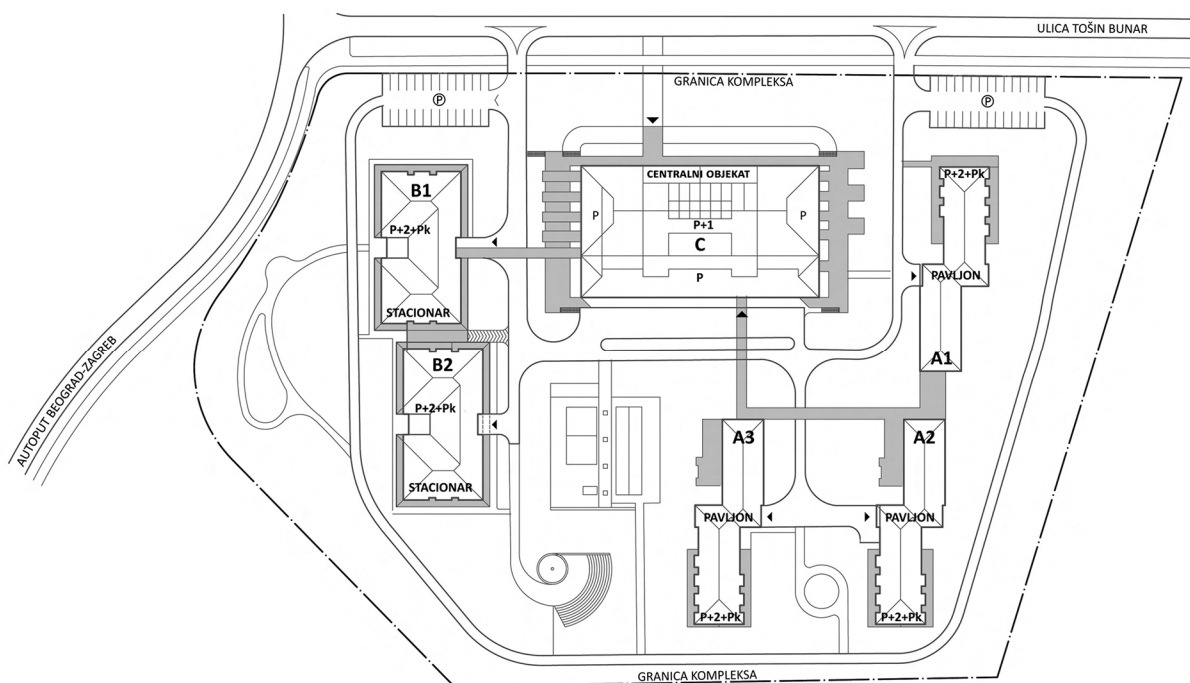 ULICA TOŠIN BUNAR
GRANICA KOMPLEKSA
P
P
CENTRALNI OBJEKAT
P+2+Pk
B1
P
P
P+1
P+2+Pk
C
PAVLJON
P
STACIONAR
A1
B2
AUTOPUT BEOGRAD-ZAGREB
P+2+Pk
A3
A2
STACIONAR
PAVLJON
PAVLJON
P+2+Pk
P+2+Pk
GRANICA KOMPLEKSA